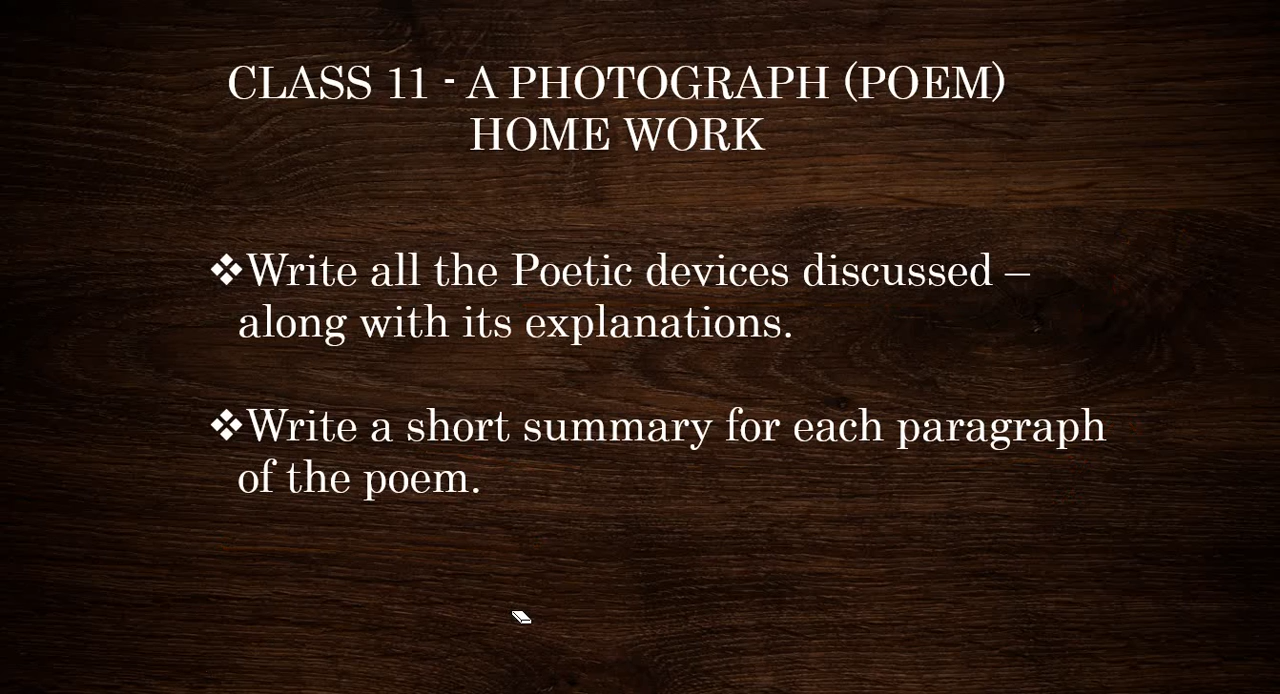 CLASS 11 - A PHOTOGRAPH (POEM)
HOME WORK
❖Write all the Poetic devices discussed –
along with its explanations.
❖Write a short summary for each paragraph
of the poem.